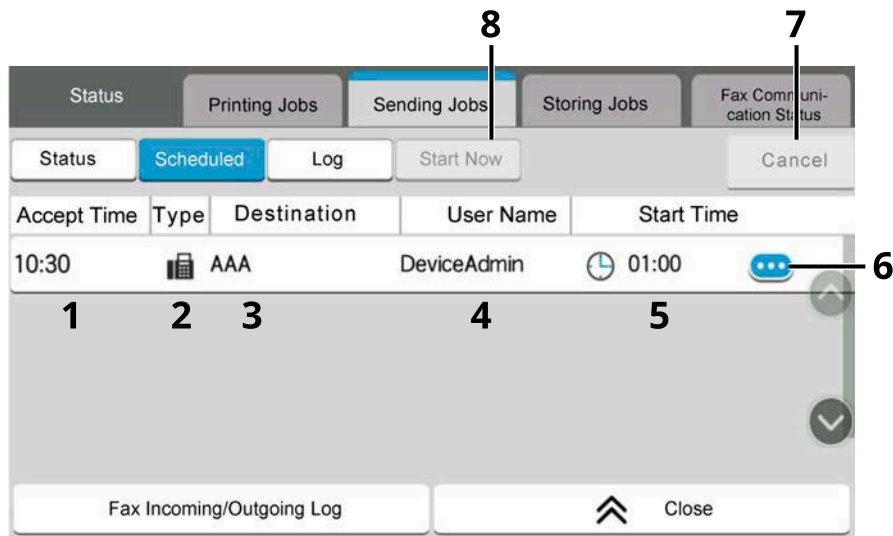 8 7
Status Printing Jobs Sending Jobs Storing Jobs Fax Communi-
cation Status
Status Scheduled Log Start Now Cancel
Accept Time Type Destination User Name Start Time
10:30 AAA DeviceAdmin 01:00 6
1 2 3 4 5
Fax Incoming/Outgoing Log Close